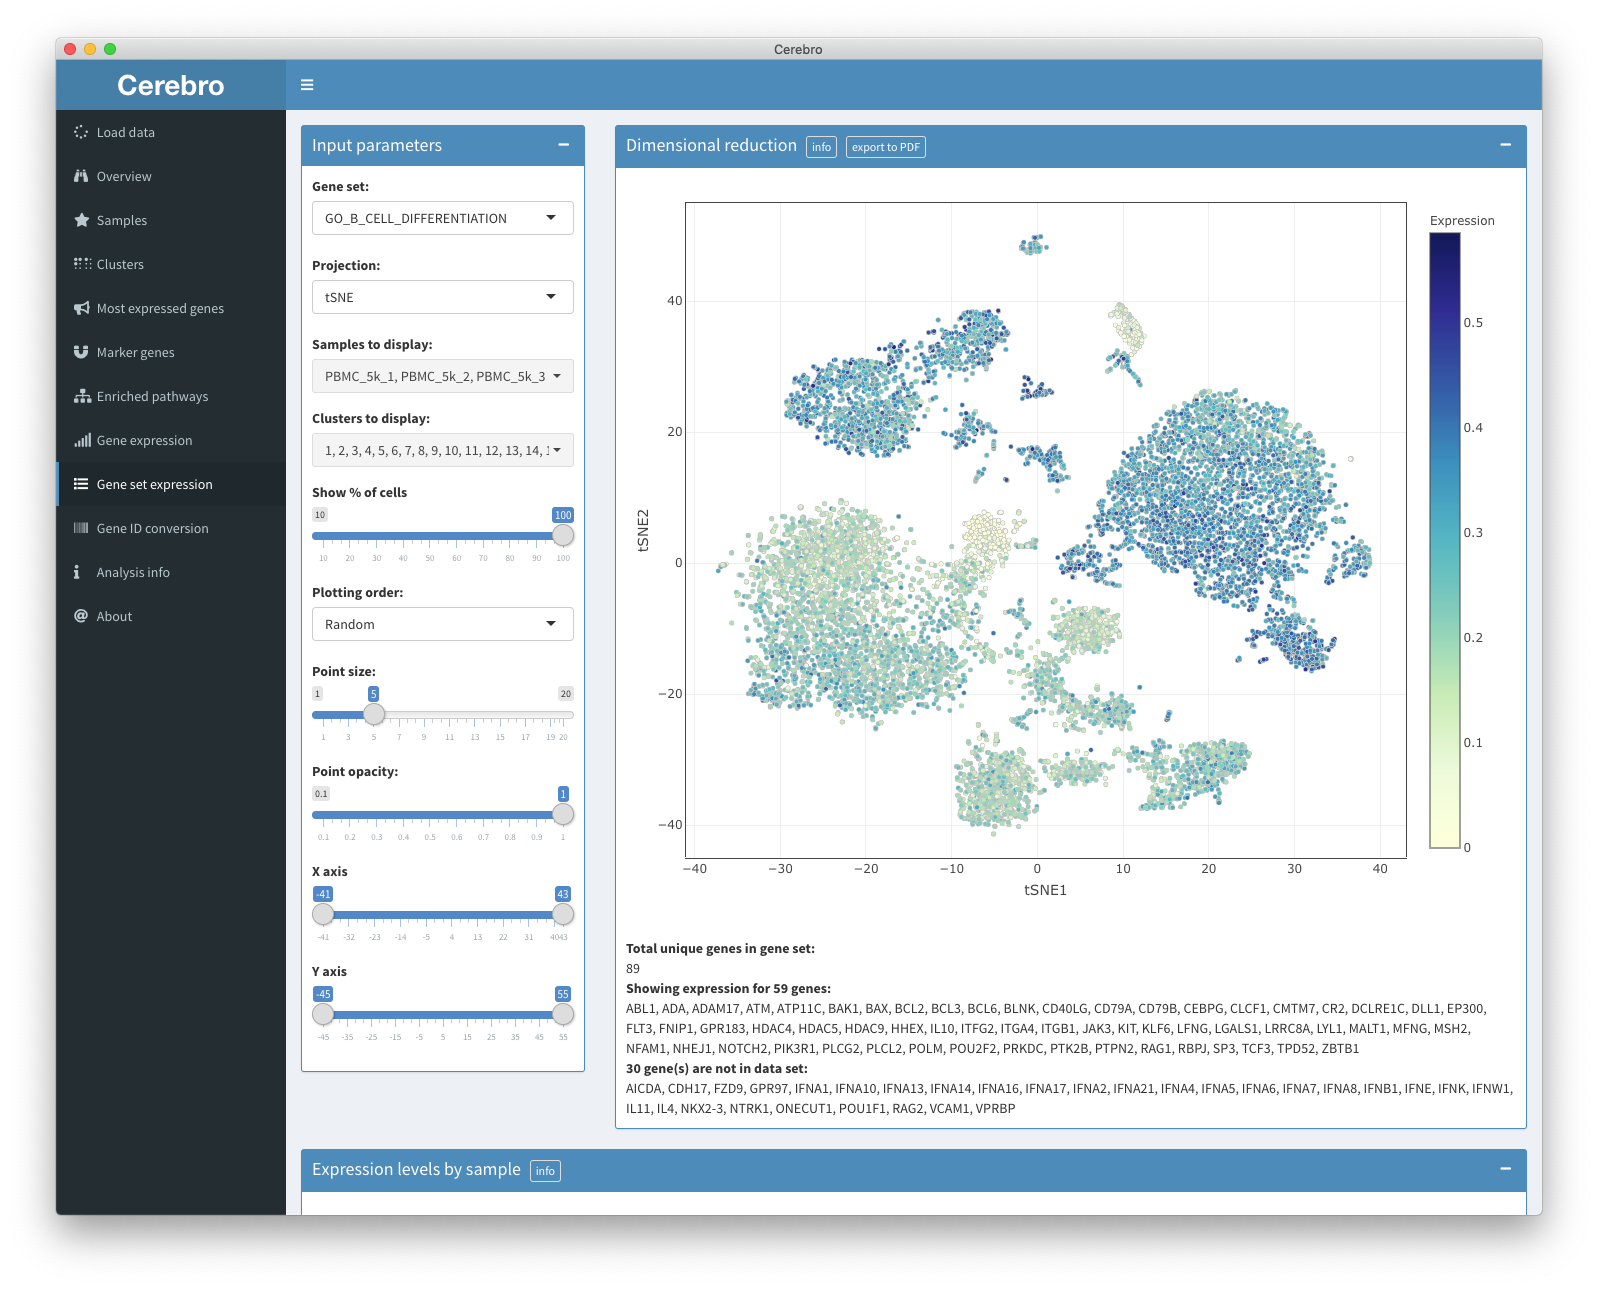 Cerebro
Cerebro
Load data
Overview
Samples
Clusters
Most expressed genes
Marker genes
Enriched pathways
Gene expression
Gene set expression
Gene ID conversion
Analysis info
About
Input parameters
Gene set:
GO_B_CELL_DIFFERENTIATION
Projection:
tSNE
Samples to display:
PBMC_5k_1, PBMC_5k_2, PBMC_5k_3
Clusters to display:
1, 2, 3, 4, 5, 6, 7, 8, 9, 10, 11, 12, 13, 14, 1
Show % of cells
10 100
10 20 30 40 50 60 70 80 90 100
Plotting order:
Random
Point size:
1 5 20
1 3 5 7 9 11 13 15 17 19 20
Point opacity:
0.1 1
0.1 0.2 0.3 0.4 0.5 0.6 0.7 0.8 0.9 1
X axis
-41 43
-41 -32 -23 -14 -5 4 13 22 31 40 43
Y axis
-45 55
-45 -35 -25 -15 -5 5 15 25 35 45 55
Dimensional reduction info export to PDF
Expression
0.5
0.4
0.3
0.2
0.1
0
40
20
0
−20
−40
tSNE2
−40 −30 −20 −10 0 10 20 30 40
tSNE1
Total unique genes in gene set:
89
Showing expression for 59 genes:
ABL1, ADA, ADAM17, ATM, ATP11C, BAK1, BAX, BCL2, BCL3, BCL6, BLNK, CD40LG, CD79A, CD79B, CEBPG, CLCF1, CMTM7, CR2, DCLRE1C, DLL1, EP300,
FLT3, FNIP1, GPR183, HDAC4, HDAC5, HDAC9, HHEX, IL10, ITFG2, ITGA4, ITGB1, JAK3, KIT, KLF6, LFNG, LGALS1, LRRC8A, LYL1, MALT1, MFNG, MSH2,
NFAM1, NHEJ1, NOTCH2, PIK3R1, PLCG2, PLCL2, POLM, POU2F2, PRKDC, PTK2B, PTPN2, RAG1, RBPJ, SP3, TCF3, TPD52, ZBTB1
30 gene(s) are not in data set:
AICDA, CDH17, FZD9, GPR97, IFNA1, IFNA10, IFNA13, IFNA14, IFNA16, IFNA17, IFNA2, IFNA21, IFNA4, IFNA5, IFNA6, IFNA7, IFNA8, IFNB1, IFNE, IFNK, IFNW1,
IL11, IL4, NKX2-3, NTRK1, ONECUT1, POU1F1, RAG2, VCAM1, VPRBP
Expression levels by sample info